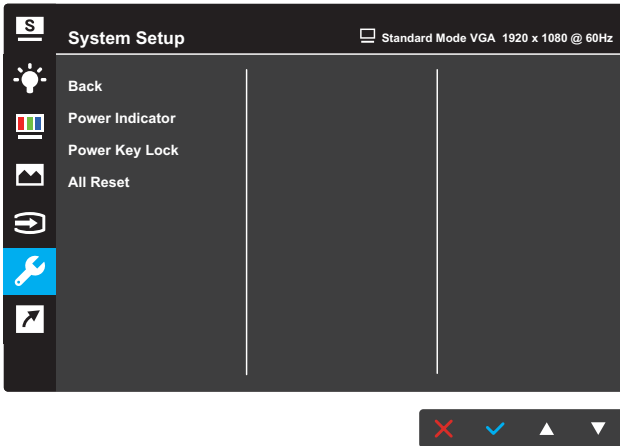 S
System Setup
Standard Mode VGA 1920 x 1080 @ 60Hz
Back
Power Indicator
Power Key Lock
All Reset